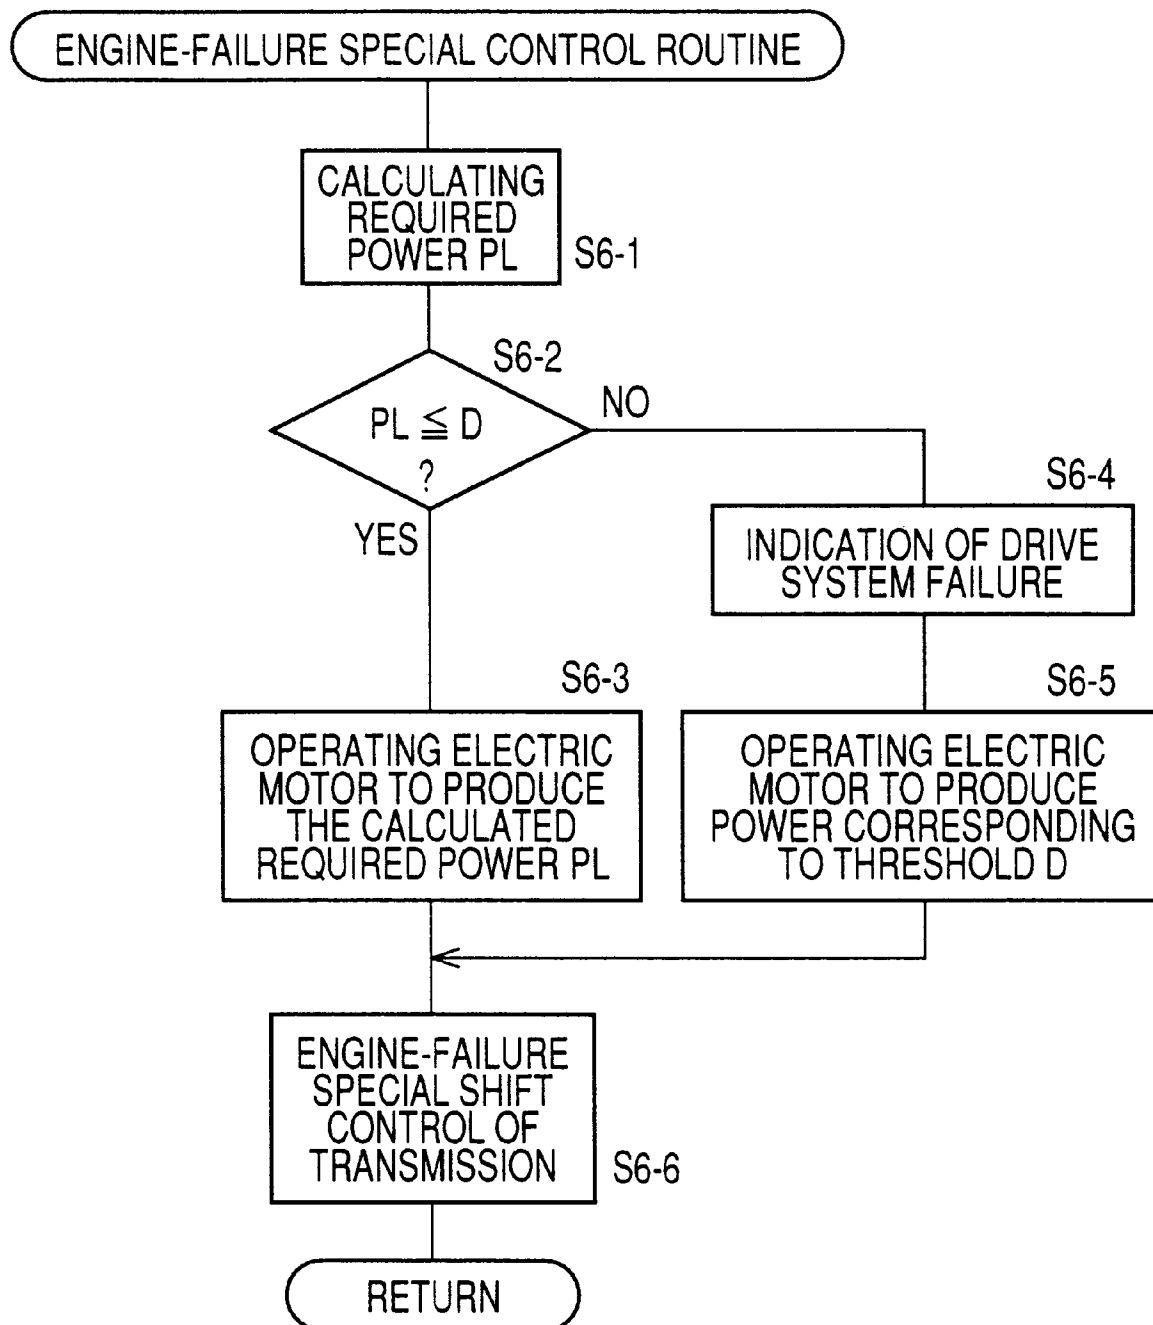 ENGINE-FAILURE SPECIAL CONTROL ROUTINE
CALCULATING
REQUIRED
POWER PL
S6-1
S6-2
PL ≦ D
?
NO
YES
S6-4
INDICATION OF DRIVE
SYSTEM FAILURE
S6-3
OPERATING ELECTRIC
MOTOR TO PRODUCE
THE CALCULATED
REQUIRED POWER PL
S6-5
OPERATING ELECTRIC
MOTOR TO PRODUCE
POWER CORRESPONDING
TO THRESHOLD D
ENGINE-FAILURE
SPECIAL SHIFT
CONTROL OF
TRANSMISSION
S6-6
RETURN